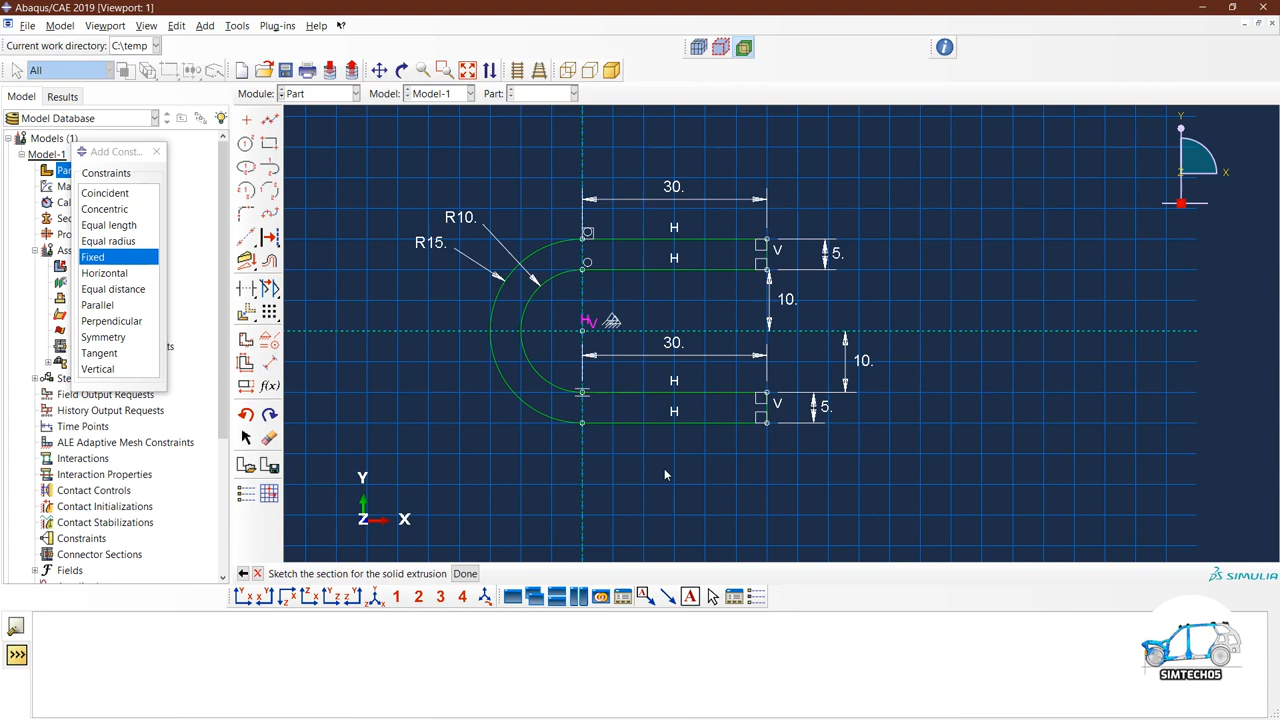 Abaqus/CAE 2019 [Viewport: 1]
File Model Viewport View Edit Add Tools Plug-ins Help
Current work directory: C:\temp
All
Model Results
Module: Part Model: Model-1 Part:
Model Database
Models (1)
Model-1
Add Const...
Constraints
Coincident
Concentric
Equal length
Equal radius
Fixed
Horizontal
Equal distance
Parallel
Perpendicular
Symmetry
Tangent
Vertical
Field Output Requests
History Output Requests
Time Points
ALE Adaptive Mesh Constraints
Interactions
Interaction Properties
Contact Controls
Contact Initializations
Contact Stabilizations
Constraints
Connector Sections
Fields
f(x)
30.
R10.
R15.
H
V
5.
H
10.
H
V
30.
10.
H
V
5.
H
Y
Z X
Y
Z X
Sketch the section for the solid extrusion Done
1 2 3 4
A
SIMULIA
SIMTECH05
>>>